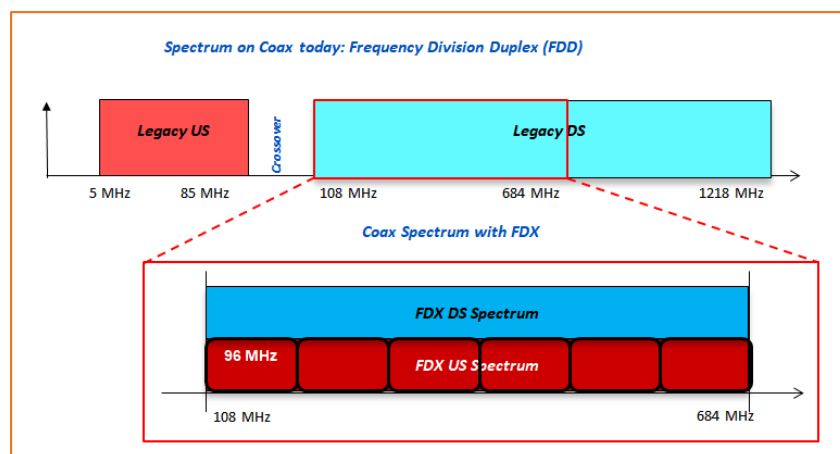 Spectrum on Coax today: Frequency Division Duplex (FDD)
Legacy US
Crossover
Legacy DS
5 MHz
85 MHz
108 MHz
684 MHz
1218 MHz
Coax Spectrum with FDX
FDX DS Spectrum
96 MHz
FDX US Spectrum
108 MHz
684 MHz